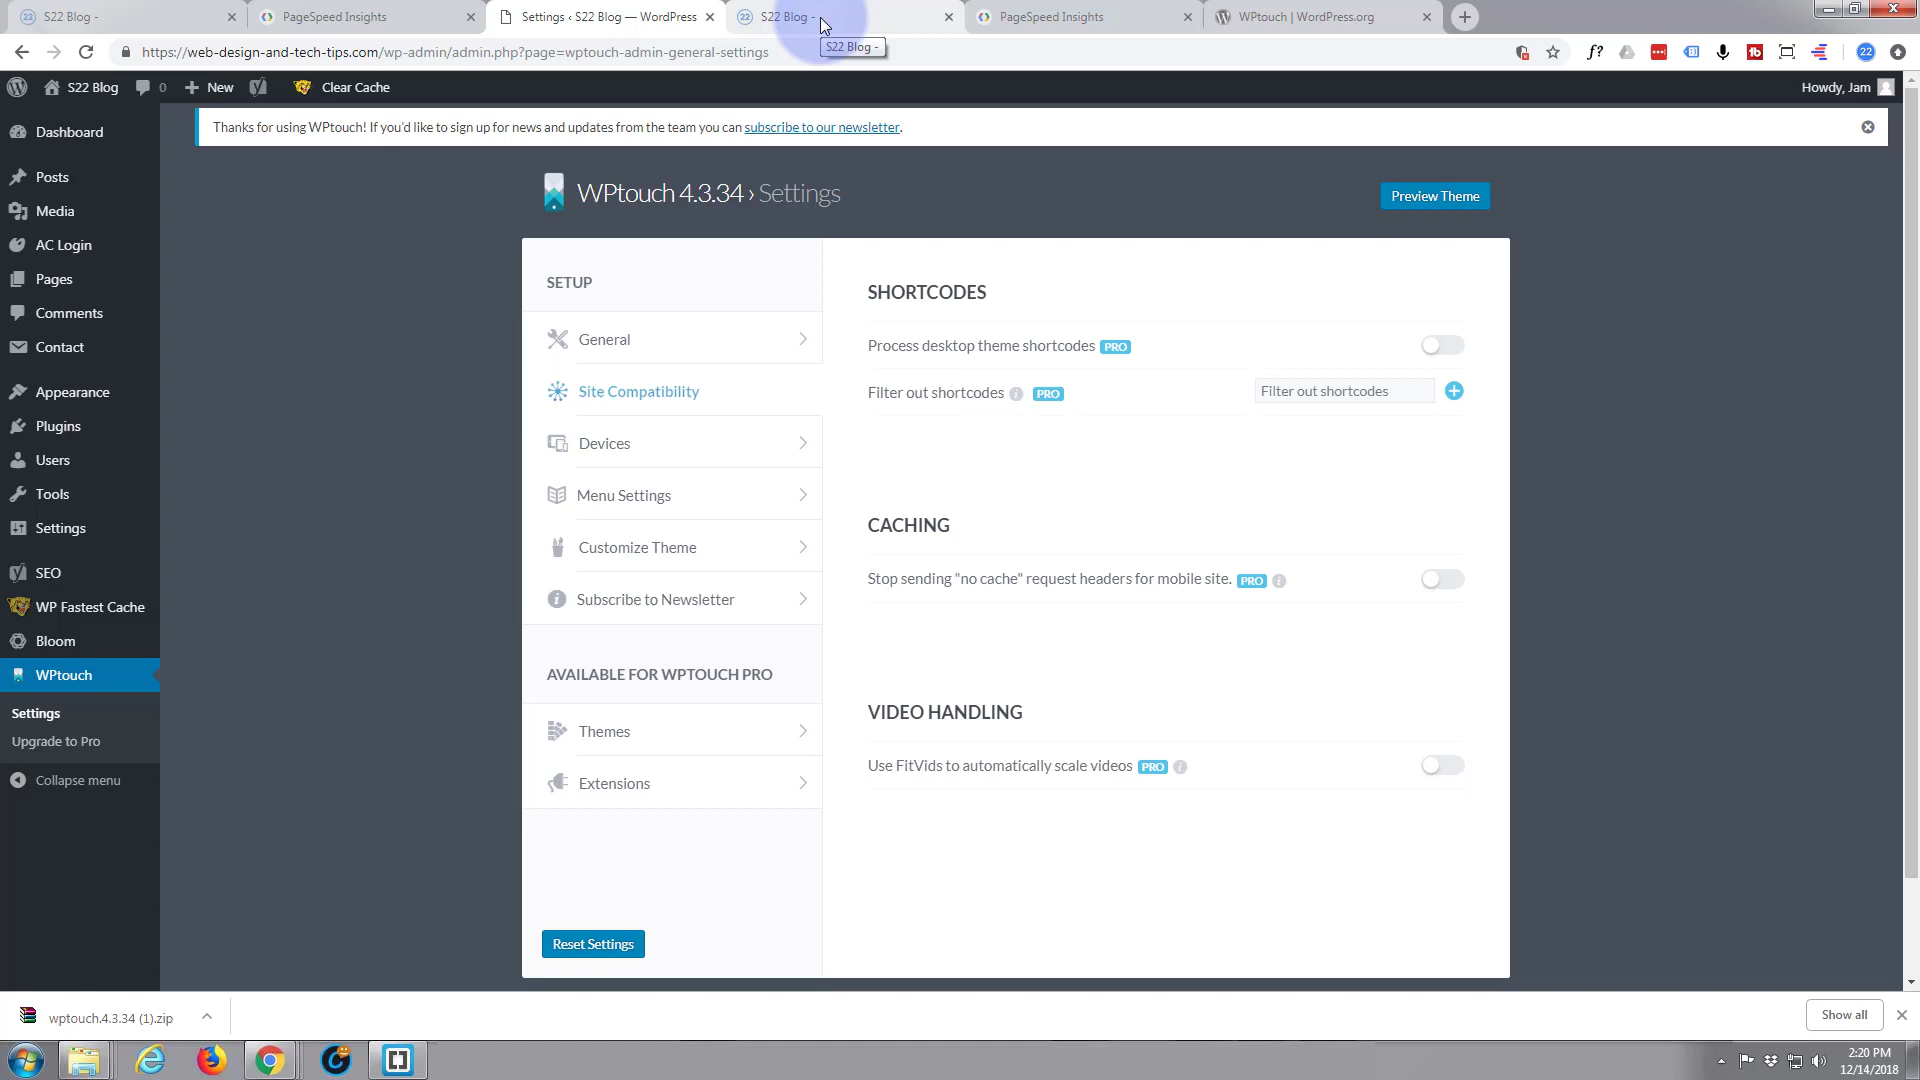 S22 Blog -
PageSpeed Insights
Settings ‹ S22 Blog — WordPress
S22 Blog -
PageSpeed Insights
WPtouch | WordPress.org
https://web-design-and-tech-tips.com/wp-admin/admin.php?page=wptouch-admin-general-settings
S22 Blog -
f?
tb
22
S22 Blog
0
New
Clear Cache
Howdy, Jam
Thanks for using WPtouch! If you'd like to sign up for news and updates from the team you can subscribe to our newsletter.
Dashboard
Posts
Media
AC Login
Pages
Comments
Contact
Appearance
Plugins
Users
Tools
Settings
SEO
WP Fastest Cache
Bloom
WPtouch
Settings
Upgrade to Pro
Collapse menu
WPtouch 4.3.34 › Settings
Preview Theme
SETUP
General
Site Compatibility
Devices
Menu Settings
Customize Theme
Subscribe to Newsletter
AVAILABLE FOR WPTOUCH PRO
Themes
Extensions
Reset Settings
SHORTCODES
Process desktop theme shortcodes PRO
Filter out shortcodes PRO
Filter out shortcodes
CACHING
Stop sending "no cache" request headers for mobile site. PRO
VIDEO HANDLING
Use FitVids to automatically scale videos PRO
wptouch.4.3.34 (1).zip
Show all
2:20 PM
12/14/2018